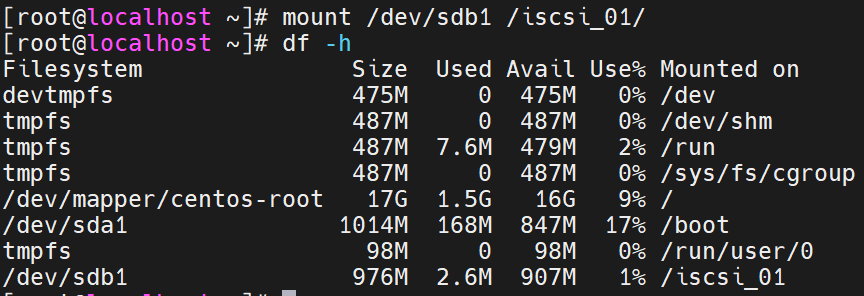 [root@localhost ~]# mount /dev/sdb1 /iscsi_01/
[root@localhost ~]# df -h
Filesystem               Size  Used Avail Use% Mounted on
devtmpfs                 475M     0  475M   0% /dev
tmpfs                    487M     0  487M   0% /dev/shm
tmpfs                    487M  7.6M  479M   2% /run
tmpfs                    487M     0  487M   0% /sys/fs/cgroup
/dev/mapper/centos-root   17G  1.5G   16G   9% /
/dev/sda1               1014M  168M  847M  17% /boot
tmpfs                     98M     0   98M   0% /run/user/0
/dev/sdb1                976M  2.6M  907M   1% /iscsi_01
[root@localhost ~]#